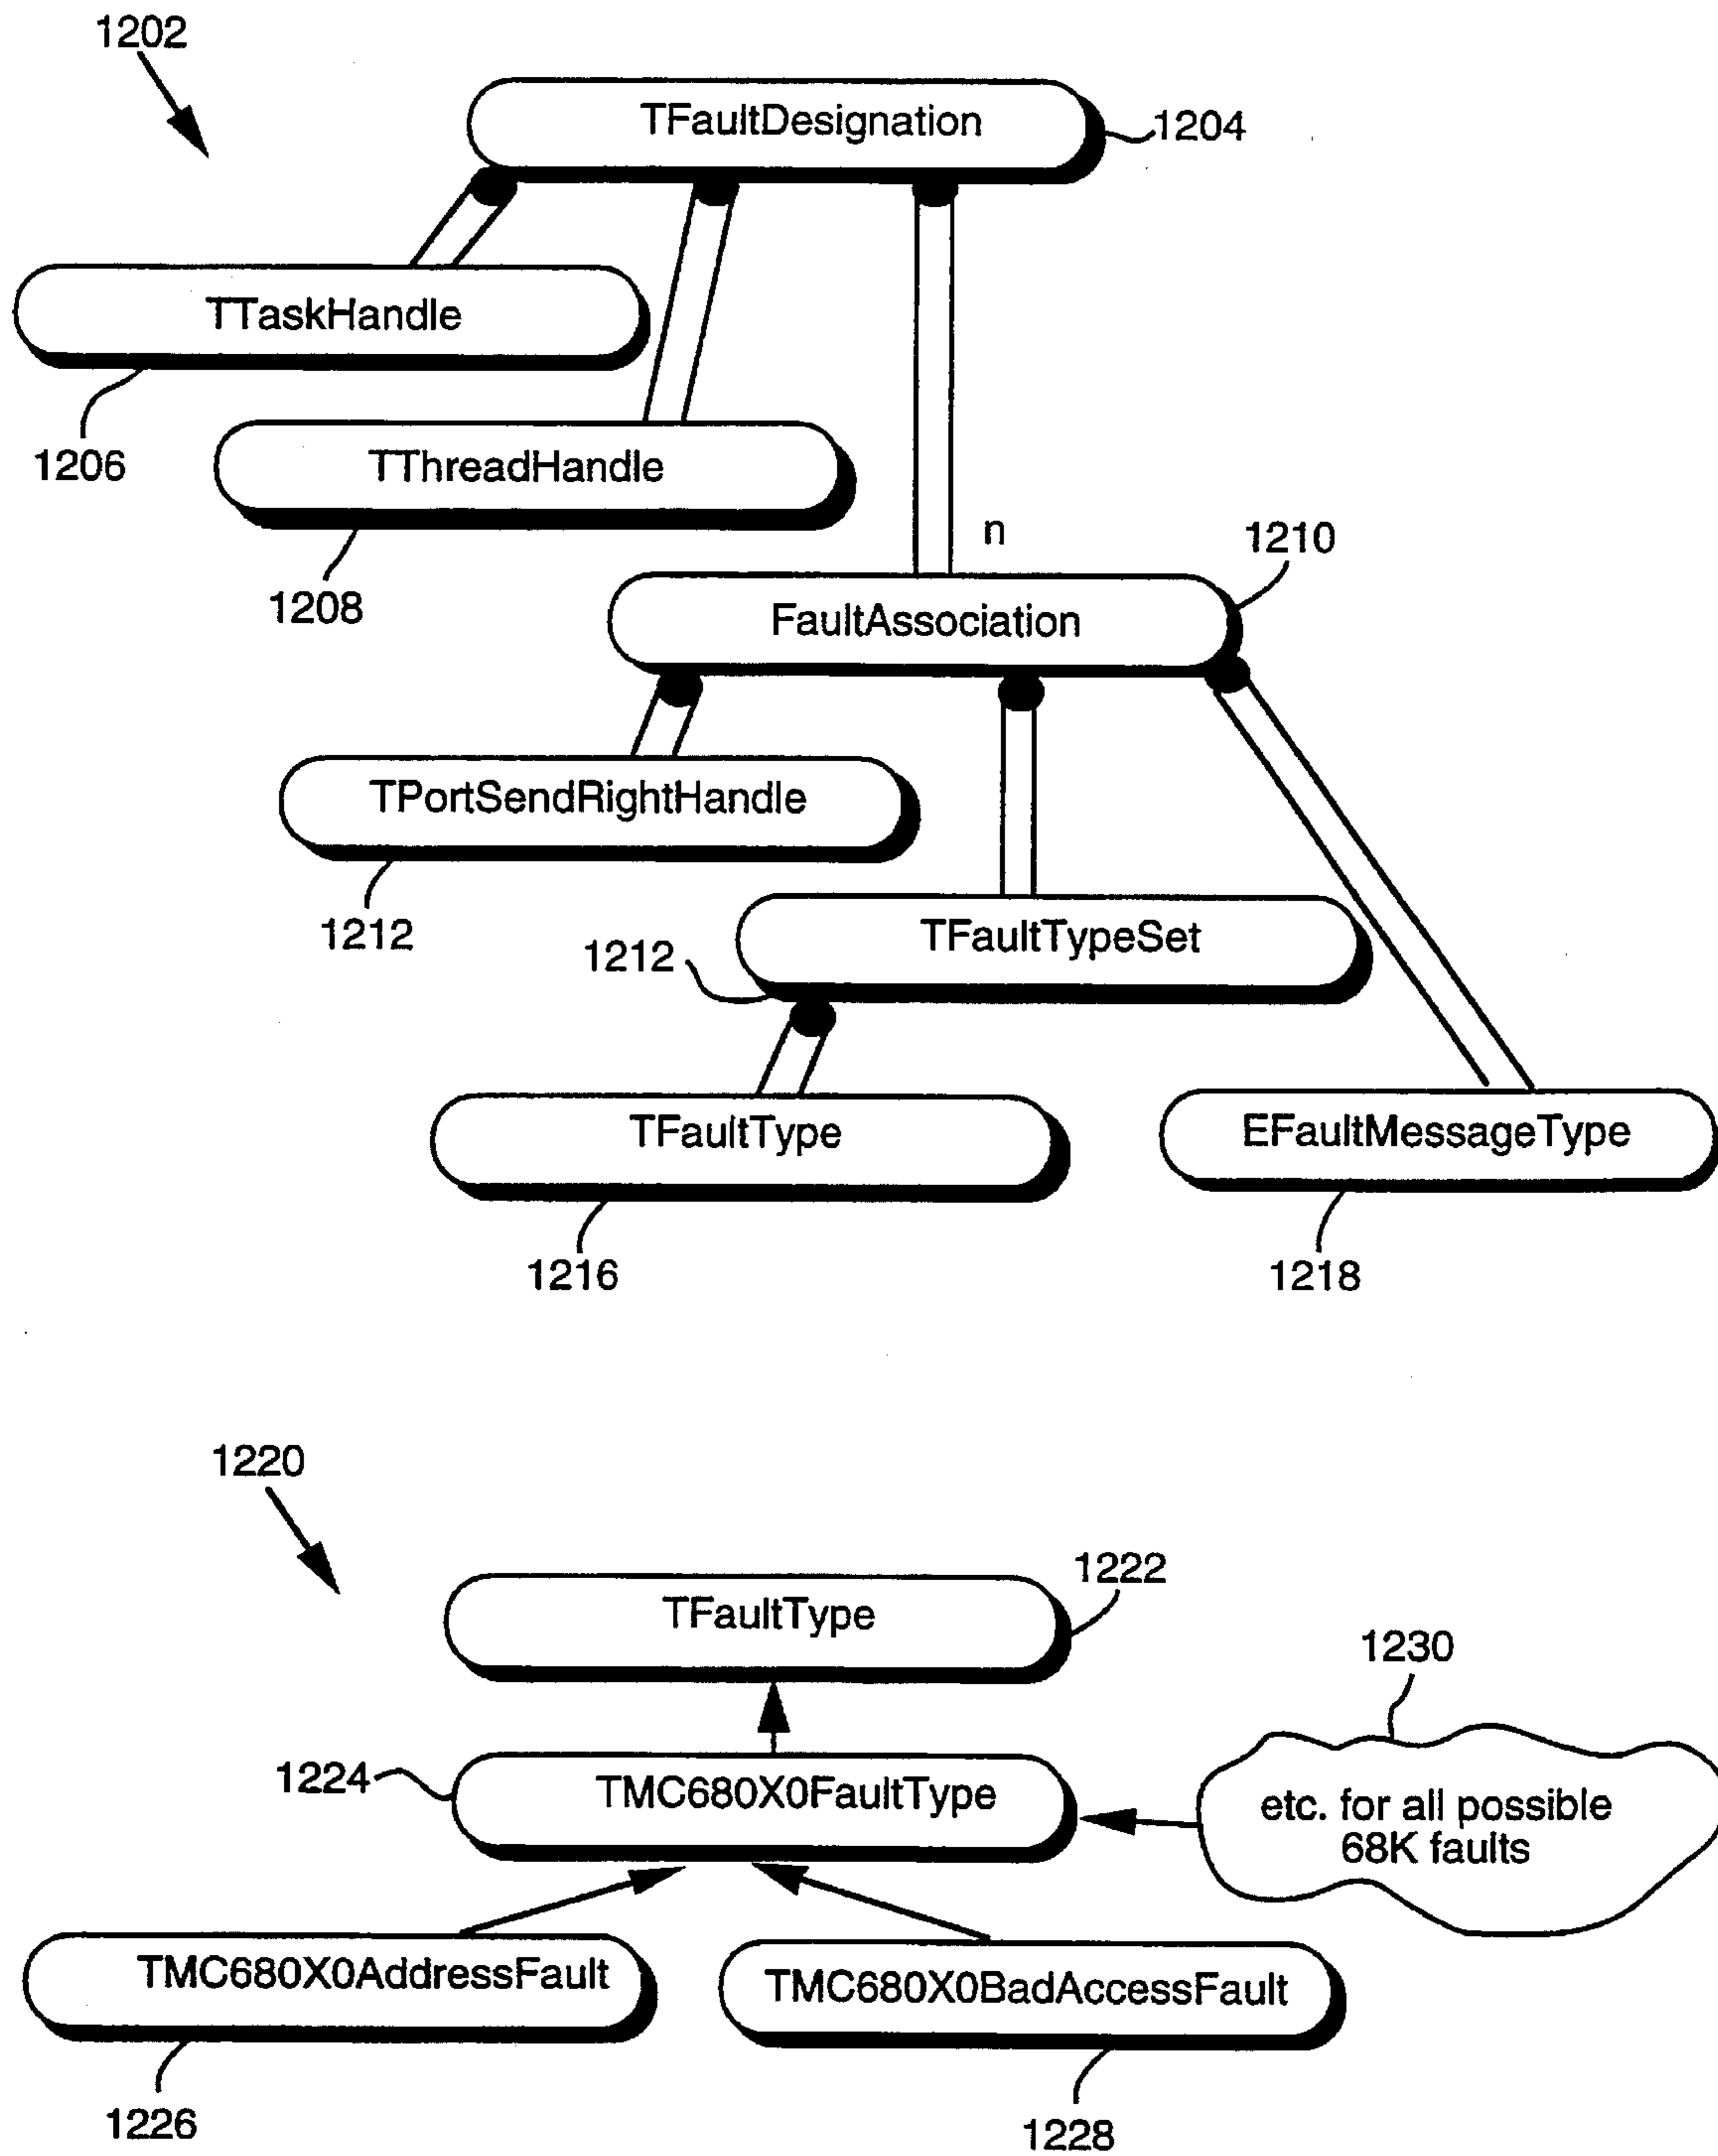 1202
TFaultDesignation
1204
TTaskHandle
1206
TThreadHandle
1208
n
1210
FaultAssociation
TPortSendRightHandle
1212
TFaultTypeSet
1212
TFaultType
1216
EFaultMessageType
1218
1220
TFaultType
1222
1230
1224
TMC680X0FaultType
etc. for all possible
68K faults
TMC680X0AddressFault
TMC680X0BadAccessFault
1226
1228